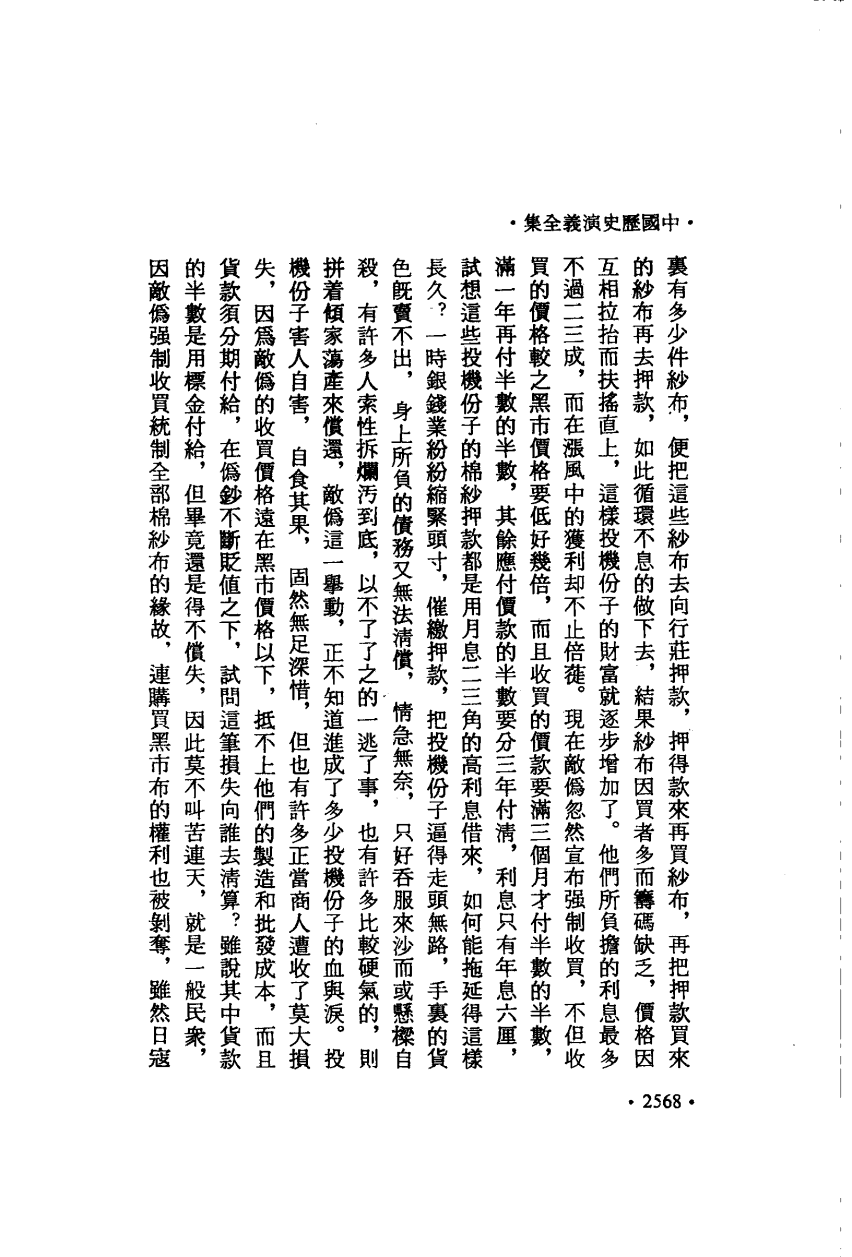 ·中國歷史演義全集·
裏有多少件紗布，便把這些紗布去向行莊押款，押得款來再買紗布，再把押款買來
的紗布再去押款，如此循環不息的做下去，結果紗布因買者多而籌碼缺乏，價格因
互相拉抬而扶搖直上，這樣投機份子的財富就逐步增加了。他們所負擔的利息最多
不過二三成，而在漲風中的獲利却不止倍蓰。現在敵僞忽然宣布强制收買，不但收
買的價格較之黑市價格要低好幾倍，而且收買的價款要滿三個月才付半數的半數，
滿一年再付半數的半數，其餘應付價款的半數要分三年付清，利息只有年息六厘，
試想這些投機份子的棉紗押款都是用月息二三角的高利息借來，如何能拖延得這樣
長久？一時銀錢業紛紛縮緊頭寸，催繳押款，把投機份子逼得走頭無路，手裏的貨
色旣賣不出，身上所負的債務又無法清償，情急無奈，只好吞服來沙而或懸樑自
殺，有許多人索性拆爛汚到底，以不了了之的一逃了事，也有許多比較硬氣的，則
拼着傾家蕩產來償還，敵僞這一舉動，正不知道進成了多少投機份子的血與淚。投
機份子害人自害，自食其果，固然無足深惜，但也有許多正當商人遭收了莫大損
失，因爲敵僞的收買價格遠在黑市價格以下，抵不上他們的製造和批發成本，而且
貨款須分期付給，在僞鈔不斷貶値之下，試問這筆損失向誰去清算？雖說其中貨款
的半數是用標金付給，但畢竟還是得不償失，因此莫不叫苦連天，就是一般民衆，
因敵僞强制收買統制全部棉紗布的緣故，連購買黑市布的權利也被剝奪，雖然日寇
·2568·